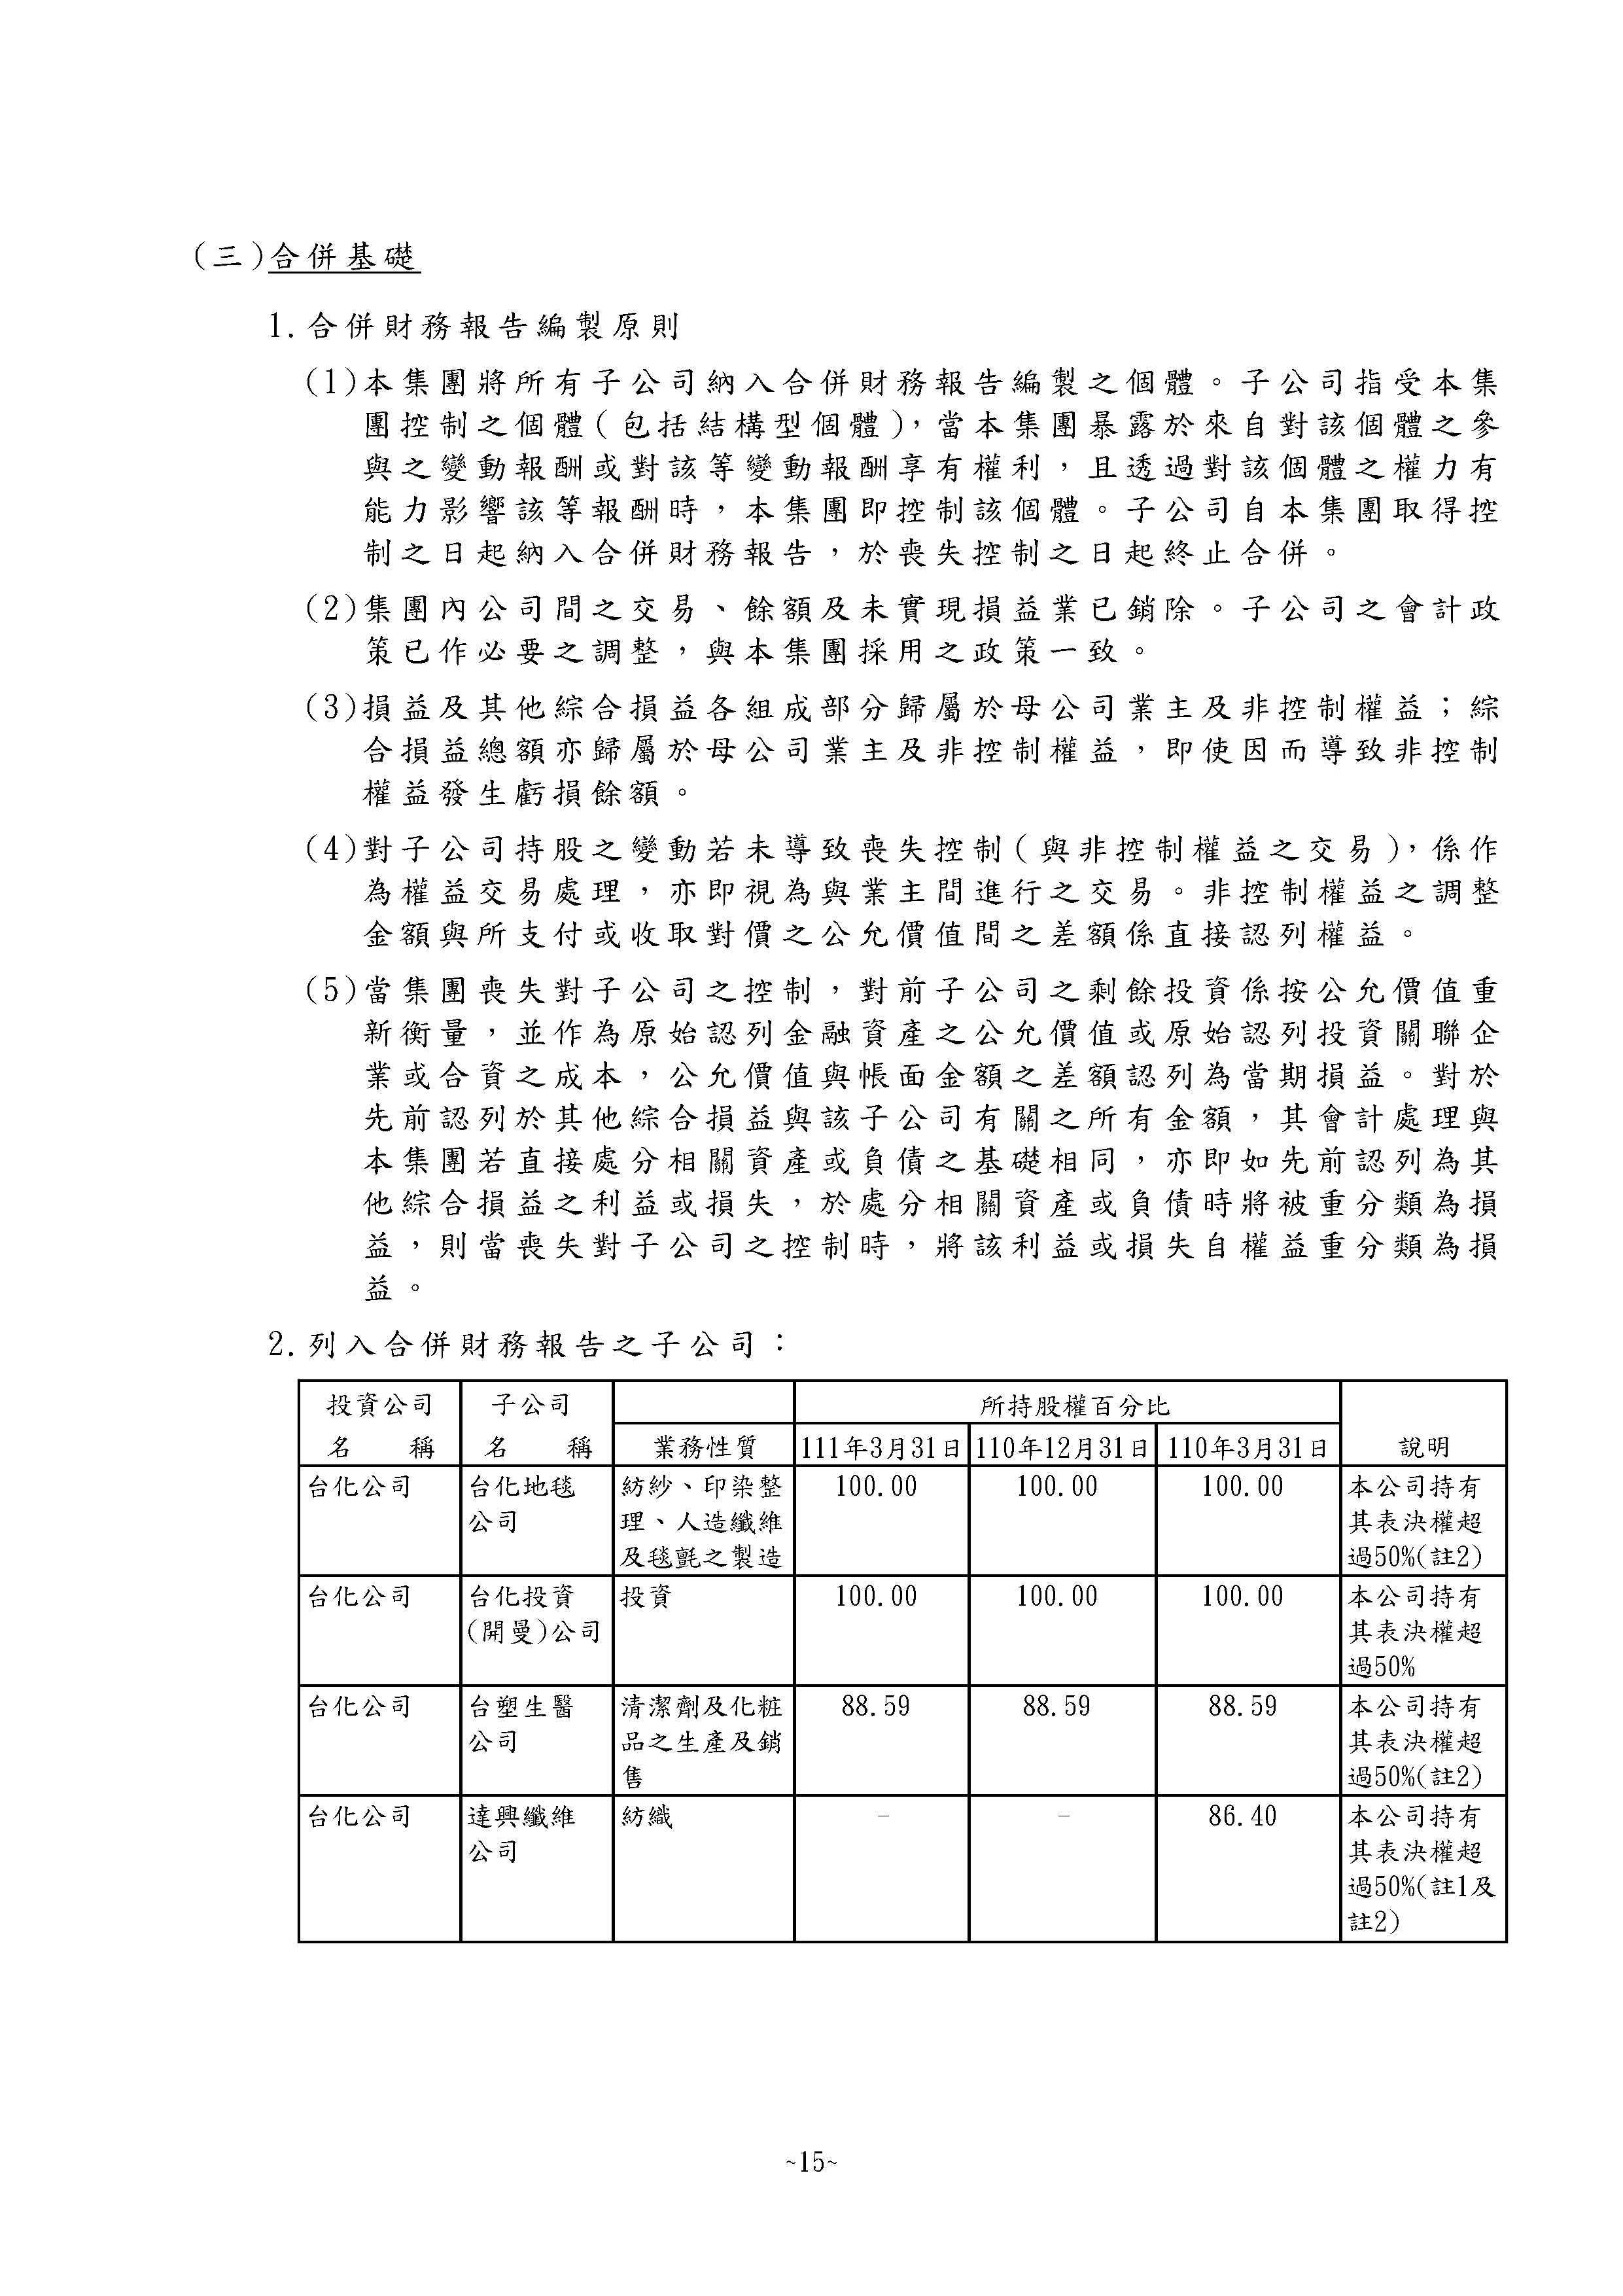 (三)合併基礎
1.合併財務報告編製原則
(1)本集團將所有子公司納入合併財務報告編製之個體。子公司指受本集
團控制之個體(包括結構型個體),當本集團暴露於來自對該個體之參
與之變動報酬或對該等變動報酬享有權利，且透過對該個體之權力有
能力影響該等報酬時，本集團即控制該個體。子公司自本集團取得控
制之日起納入合併財務報告，於喪失控制之日起終止合併。
(2)集團內公司間之交易、餘額及未實現損益業已銷除。子公司之會計政
策已作必要之調整，與本集團採用之政策一致。
(3)損益及其他綜合損益各組成部分歸屬於母公司業主及非控制權益；綜
合損益總額亦歸屬於母公司業主及非控制權益，即使因而導致非控制
權益發生虧損餘額。
(4)對子公司持股之變動若未導致喪失控制(與非控制權益之交易),係作
為權益交易處理，亦即視為與業主間進行之交易。非控制權益之調整
金額與所支付或收取對價之公允價值間之差額係直接認列權益。
(5)當集團喪失對子公司之控制，對前子公司之剩餘投資係按公允價值重
新衡量，並作為原始認列金融資產之公允價值或原始認列投資關聯企
業或合資之成本，公允價值與帳面金額之差額認列為當期損益。對於
先前認列於其他綜合損益與該子公司有關之所有金額，其會計處理與
本集團若直接處分相關資產或負債之基礎相同，亦即如先前認列為其
他綜合損益之利益或損失，於處分相關資產或負債時將被重分類為損
益，則當喪失對子公司之控制時，將該利益或損失自權益重分類為損
益。
2.列入合併財務報告之子公司：
投資公司 子公司 所持股權百分比
名 稱 名 稱 業務性質 111年3月31日 110年12月31日 110年3月31日 說明
台化公司 台化地毯 紡紗、印染整 100.00 100.00 100.00 本公司持有
公司 理、人造纖維 其表決權超
及毯氈之製造 過50%(註2)
台化公司 台化投資 投資 100.00 100.00 100.00 本公司持有
(開曼)公司 其表決權超
過50%
台化公司 台塑生醫 清潔劑及化粧 88.59 88.59 88.59 本公司持有
公司 品之生產及銷 其表決權超
售 過50%(註2)
台化公司 達興纖維 紡織 - - 86.40 本公司持有
公司 其表決權超
過50%(註1及
註2)
~15~